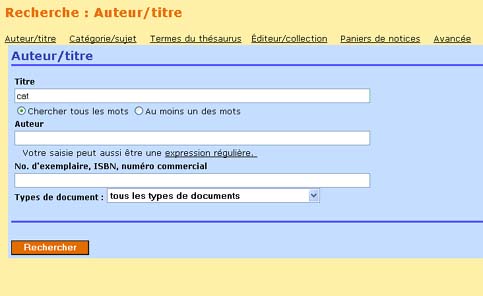 Recherche : Auteur/titre
Auteur/titre Catégorie/sujet Termes du thésaurus Éditeur/collection Paniers de notices Avancée
Auteur/titre
Titre
cat
Chercher tous les mots Au moins un des mots
Auteur
Votre saisie peut aussi être une expression régulière.
No. d'exemplaire, ISBN, numéro commercial
Types de document : tous les types de documents
Rechercher